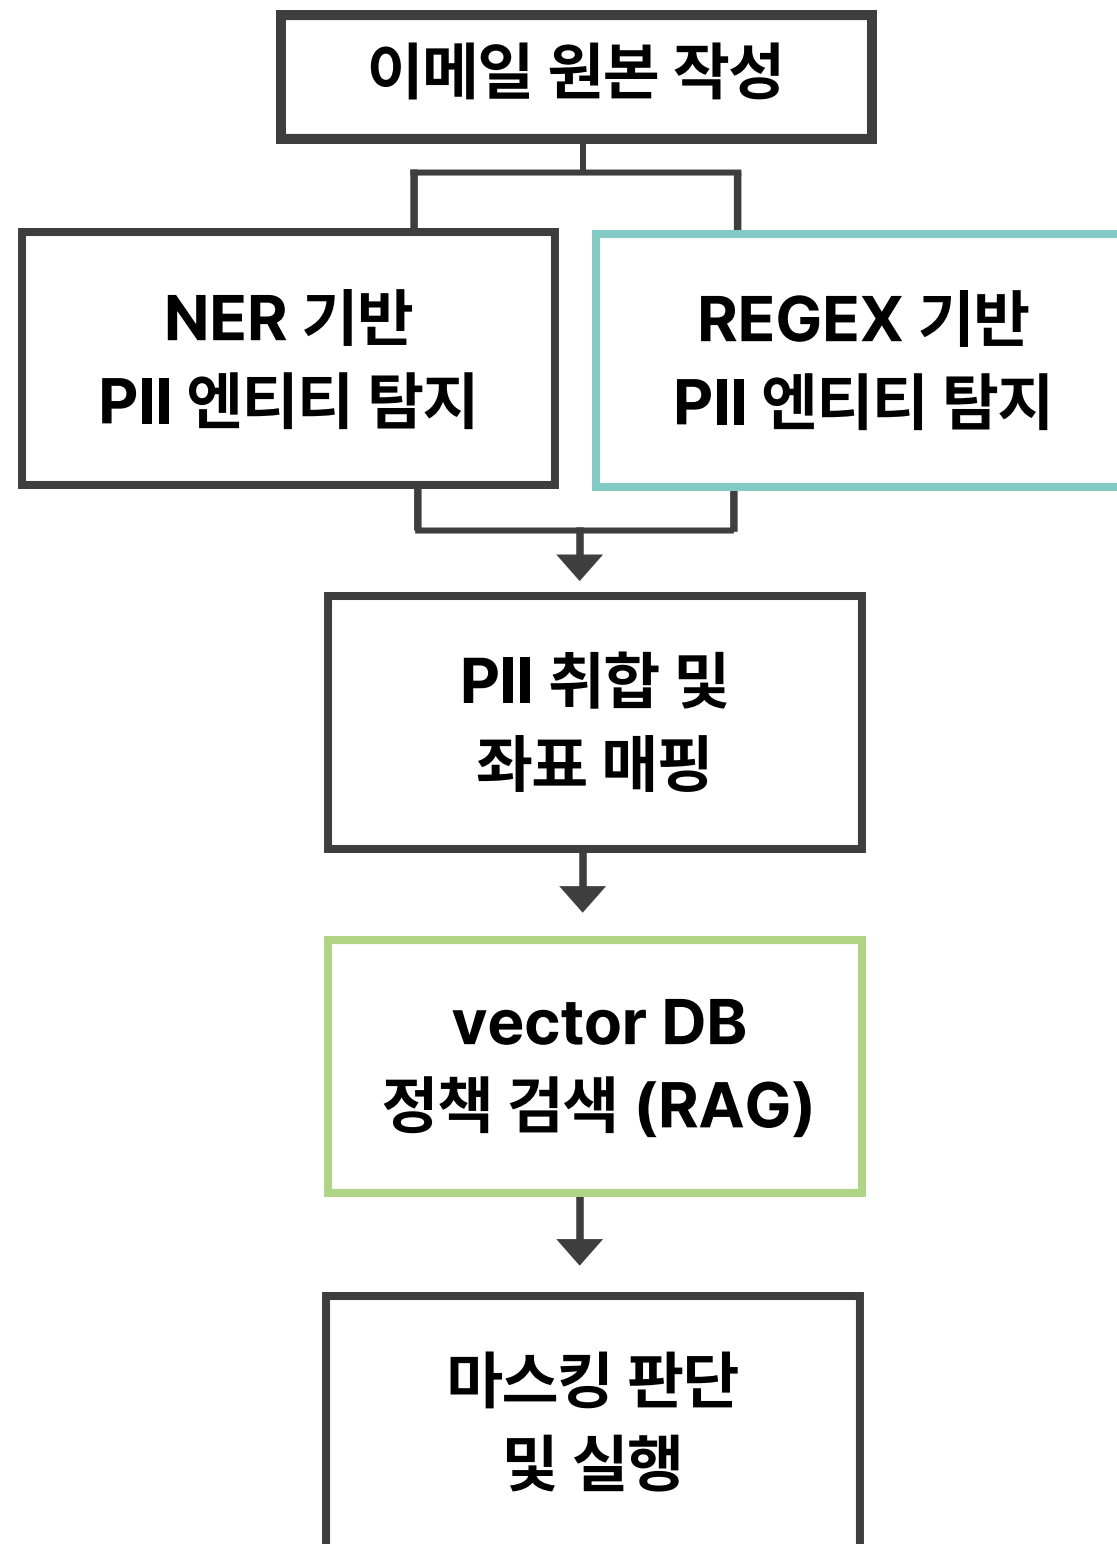 이메일 원본 작성
NER 기반
PII 엔티티 탐지
REGEX 기반
PII 엔티티 탐지
PII 취합 및
좌표 매핑
vector DB
정책 검색 (RAG)
마스킹 판단
및 실행